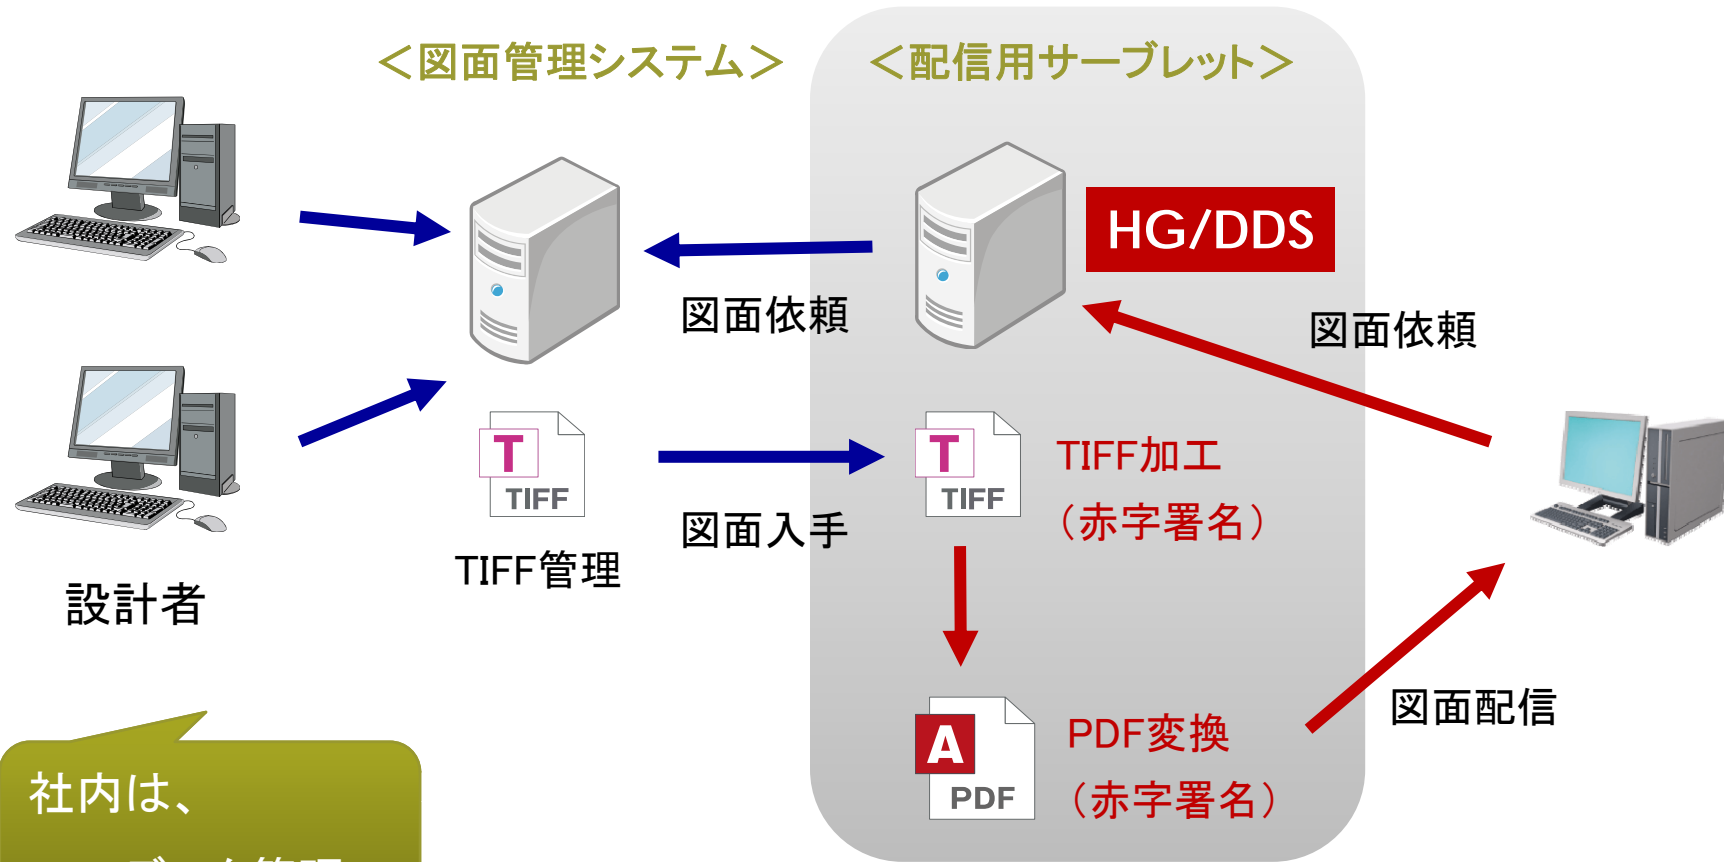 ＜図面管理システム＞
＜配信用サーブレット＞
HG/DDS
図面依頼
図面依頼
T
TIFF
T
TIFF
TIFF加工
（赤字署名）
図面入手
TIFF管理
設計者
図面配信
A
PDF
PDF変換
（赤字署名）
社内は、